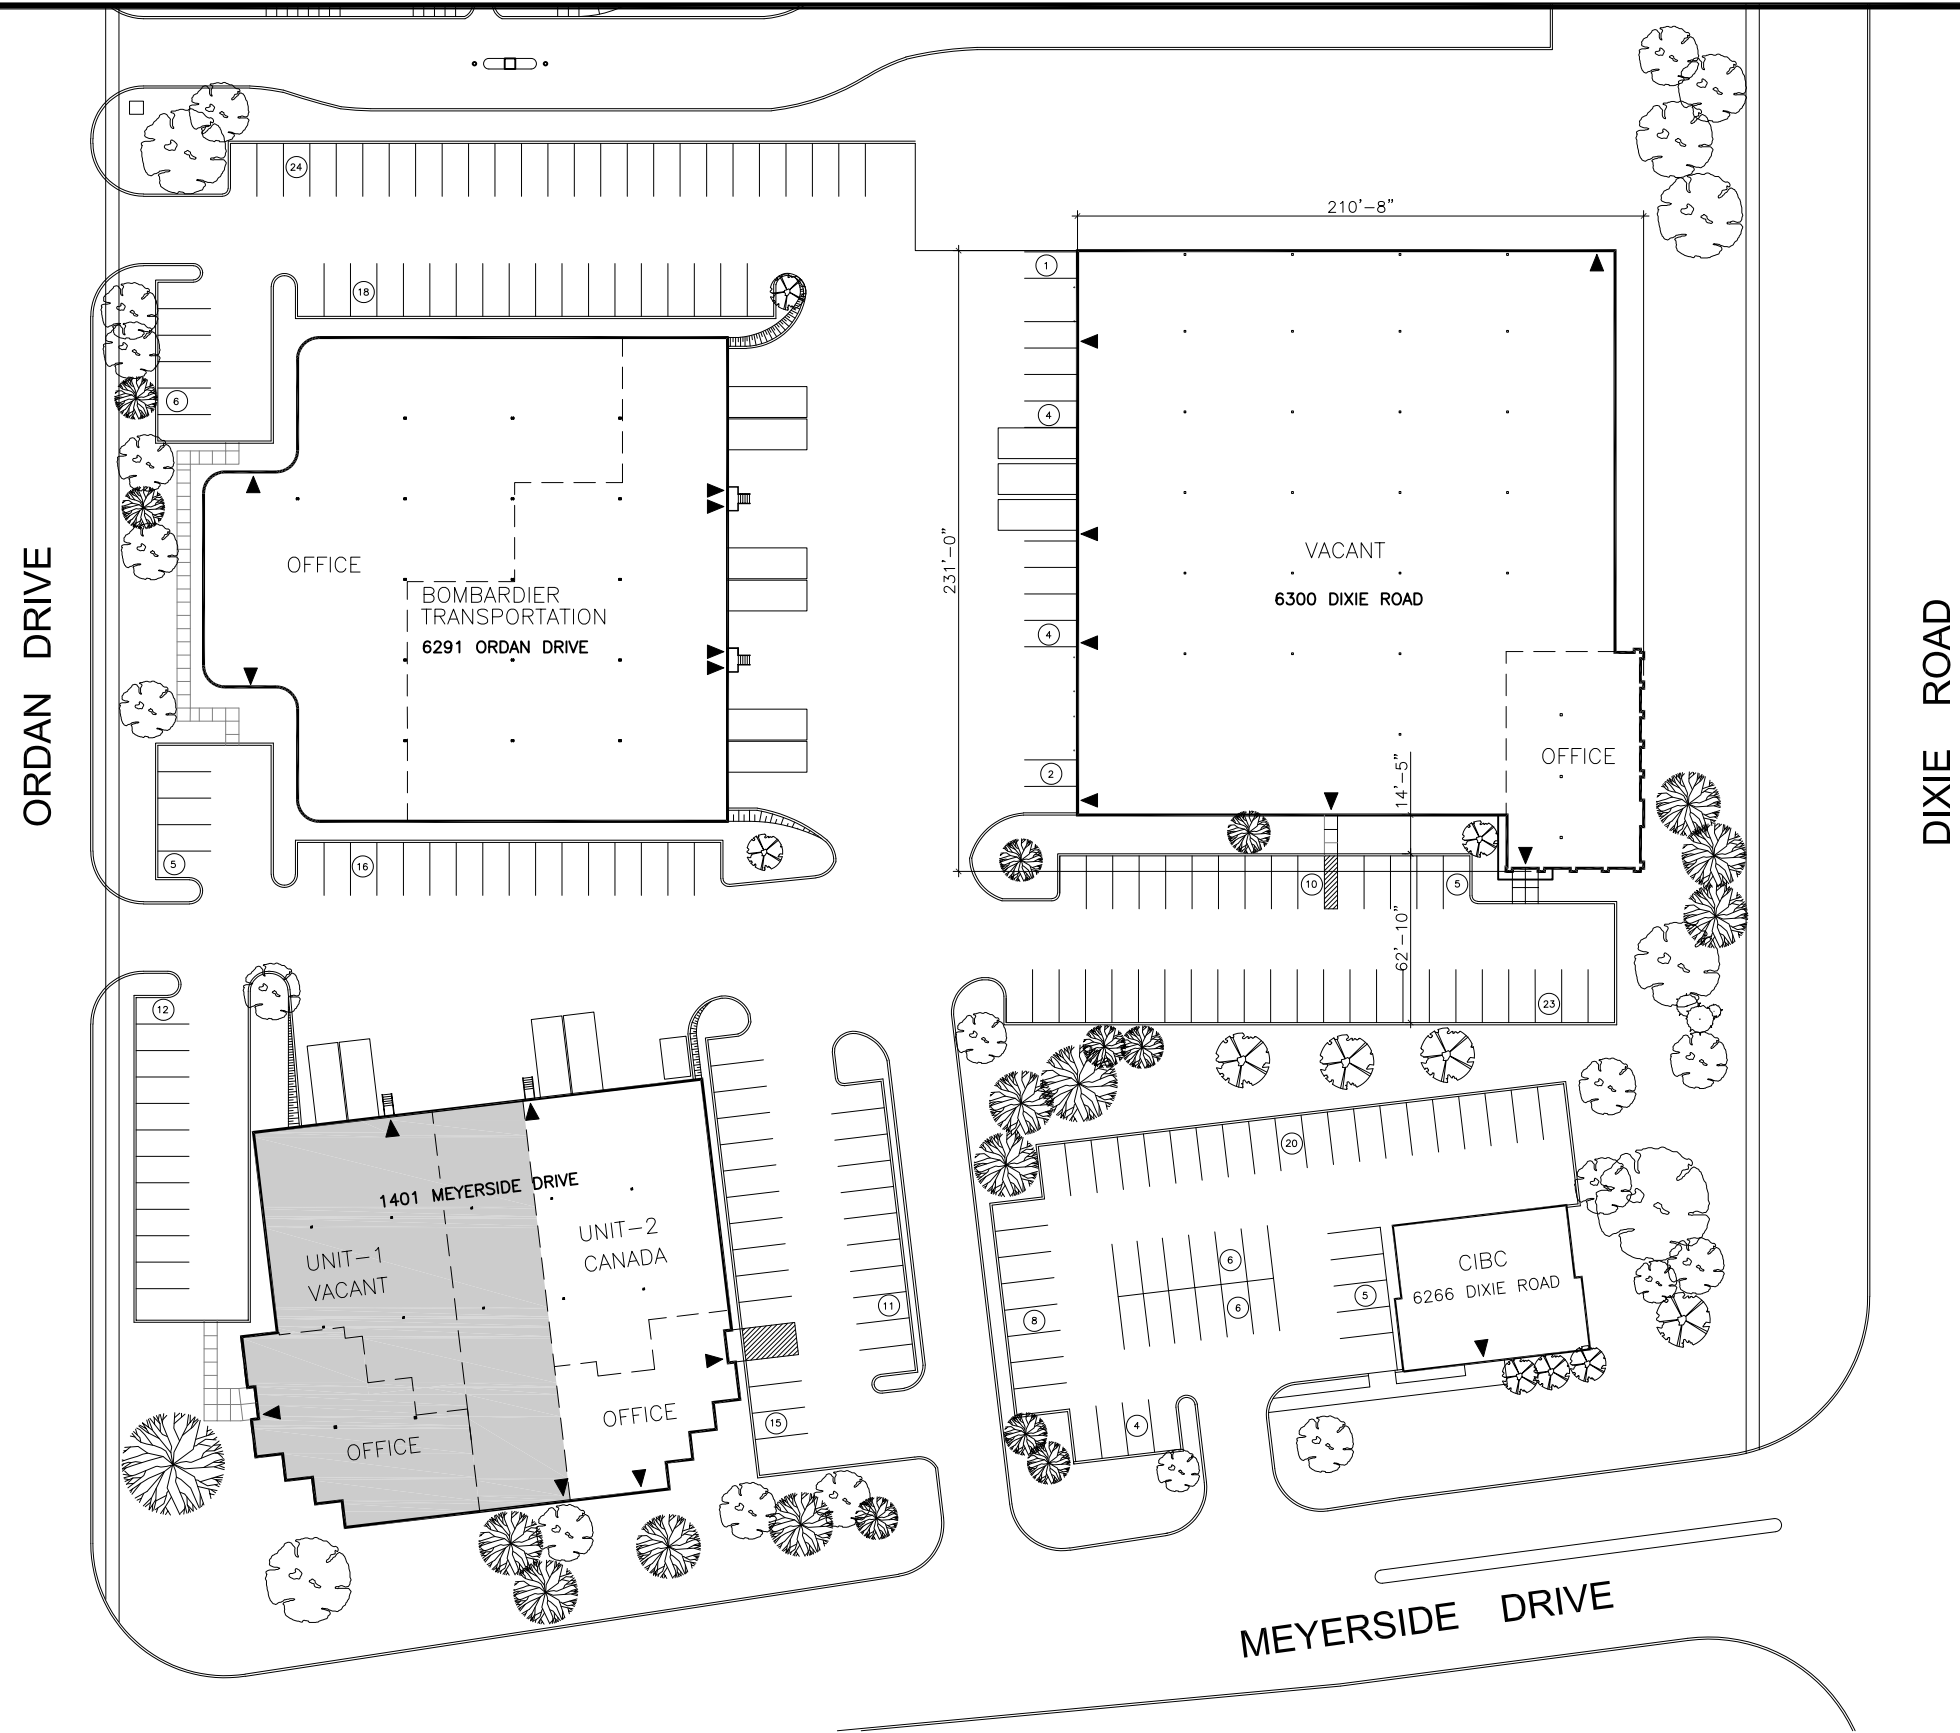 24
210'-8"
1
18
6
4
231'-0"
ORDAN DRIVE
OFFICE
BOMBARDIER
TRANSPORTATION
6291 ORDAN DRIVE
VACANT
6300 DIXIE ROAD
4
DIXIE ROAD
OFFICE
2
14'-5"
5
16
10
5
62'-10"
12
23
20
1401 MEYERSIDE DRIVE
UNIT-1
VACANT
UNIT-2
CANADA
6
6
CIBC
6266 DIXIE ROAD
5
11
8
OFFICE
OFFICE
15
4
MEYERSIDE DRIVE